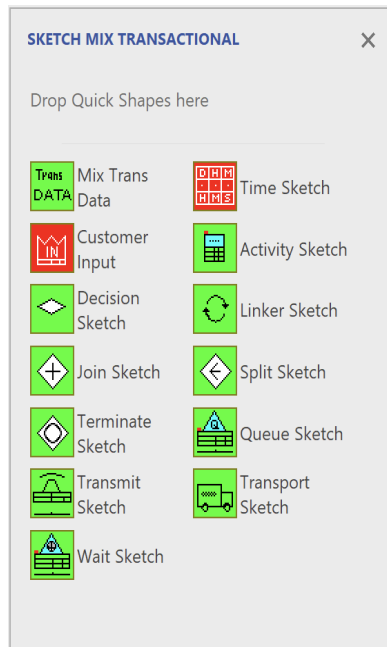 SKETCH MIX TRANSACTIONAL
Drop Quick Shapes here
Trans
DATA
Mix Trans
Data
D H M
H M S
Time Sketch
IN
Customer
Input
Activity Sketch
Decision
Sketch
Linker Sketch
Join Sketch
Split Sketch
Terminate
Sketch
Q
Queue Sketch
Transmit
Sketch
Transport
Sketch
Wait Sketch